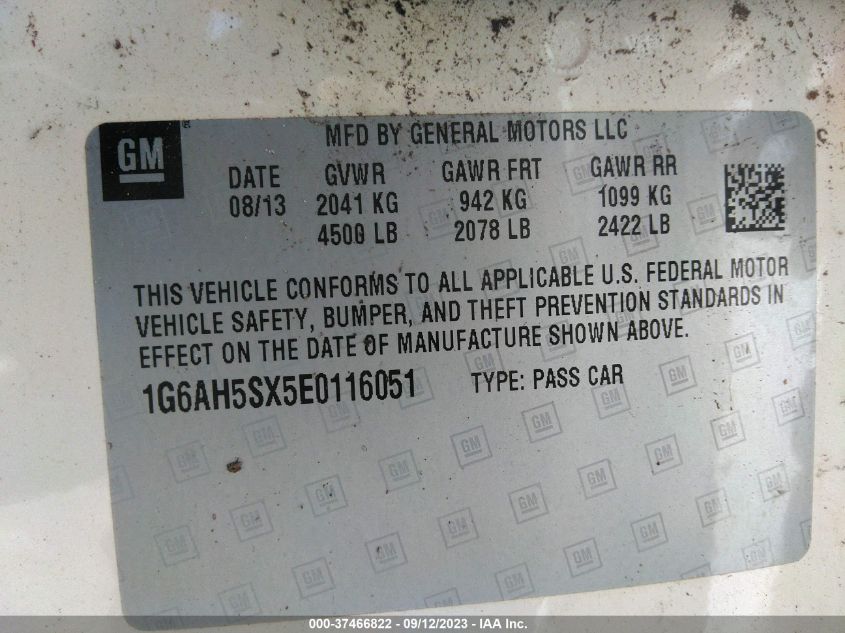 GM
MFD BY GENERAL MOTORS LLC
DATE GVWR GAWR FRT GAWR RR
08/13 2041 KG 942 KG 1099 KG
4500 LB 2078 LB 2422 LB
THIS VEHICLE CONFORMS TO ALL APPLICABLE U.S. FEDERAL MOTOR
VEHICLE SAFETY, BUMPER, AND THEFT PREVENTION STANDARDS IN
EFFECT ON THE DATE OF MANUFACTURE SHOWN ABOVE.
1G6AH5SX5E0116051 TYPE: PASS CAR
000-37466822 - 09/12/2023 - IAA Inc.